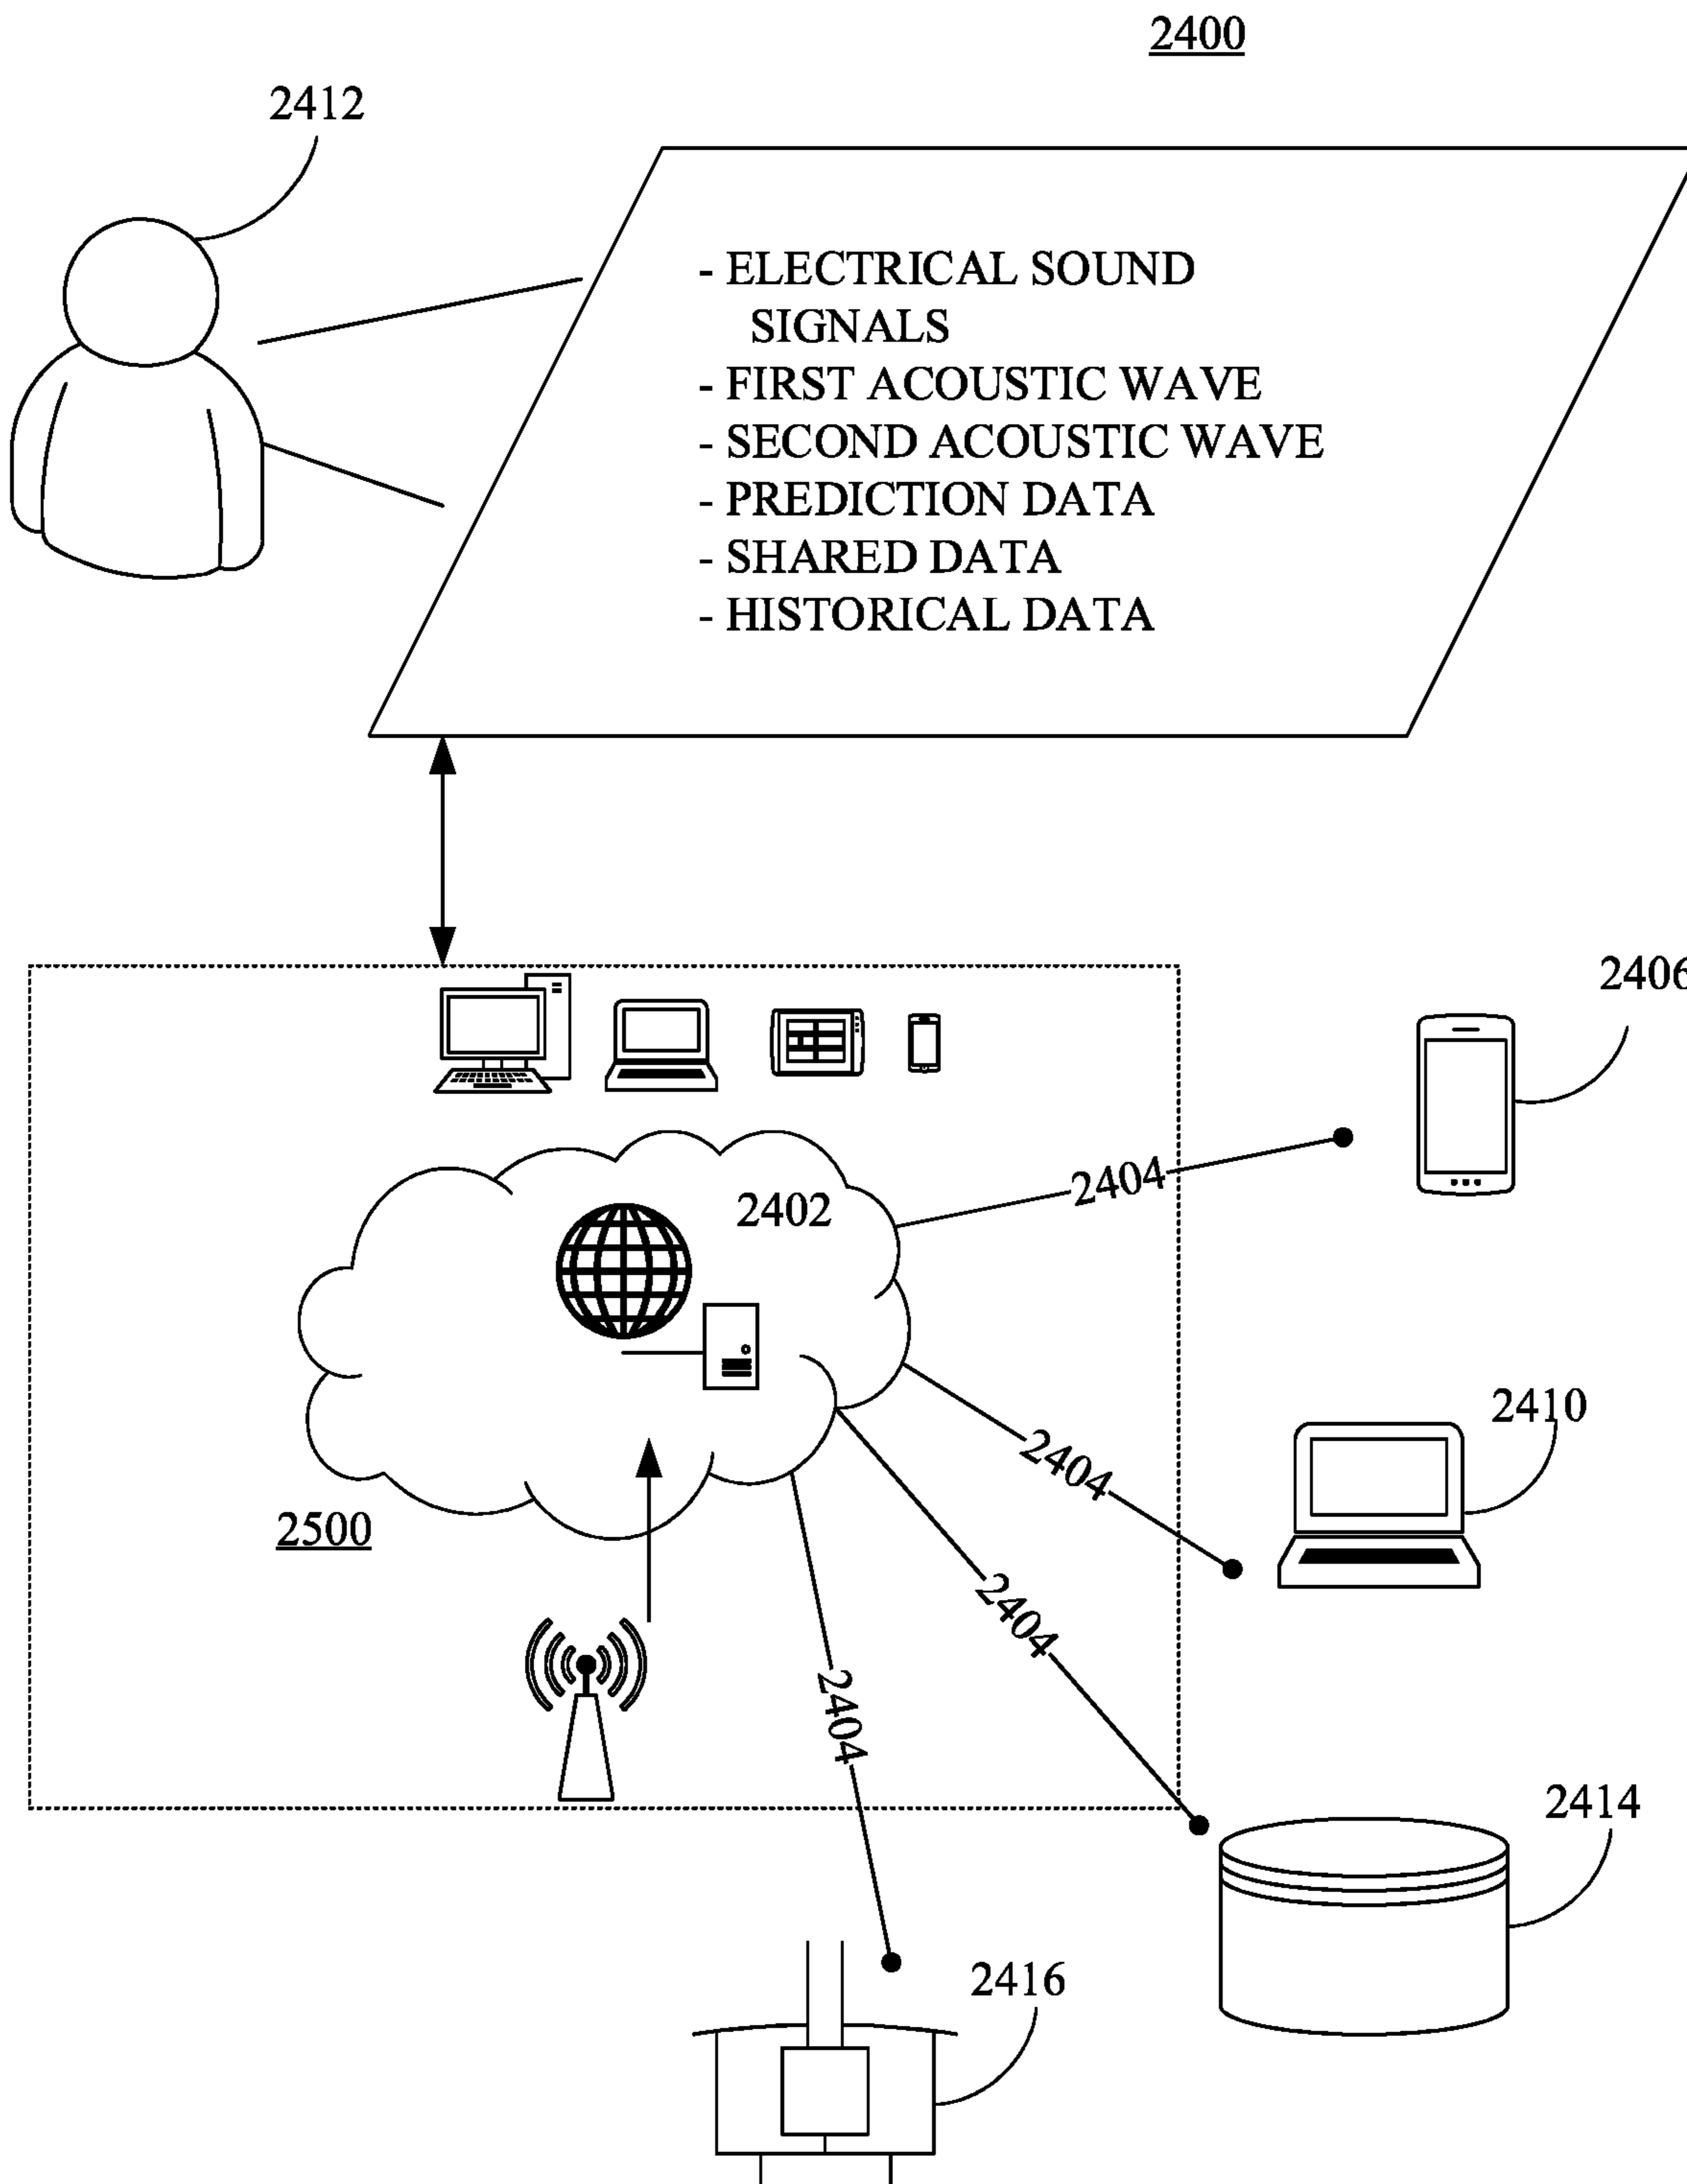 2400
2412
- ELECTRICAL SOUND
SIGNALS
- FIRST ACOUSTIC WAVE
- SECOND ACOUSTIC WAVE
- PREDICTION DATA
- SHARED DATA
- HISTORICAL DATA
2406
2404
2402
2410
2404
2500
2404
2404
2414
2416